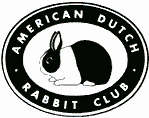 · AMERICAN DUTCH ·
RABBIT CLUB